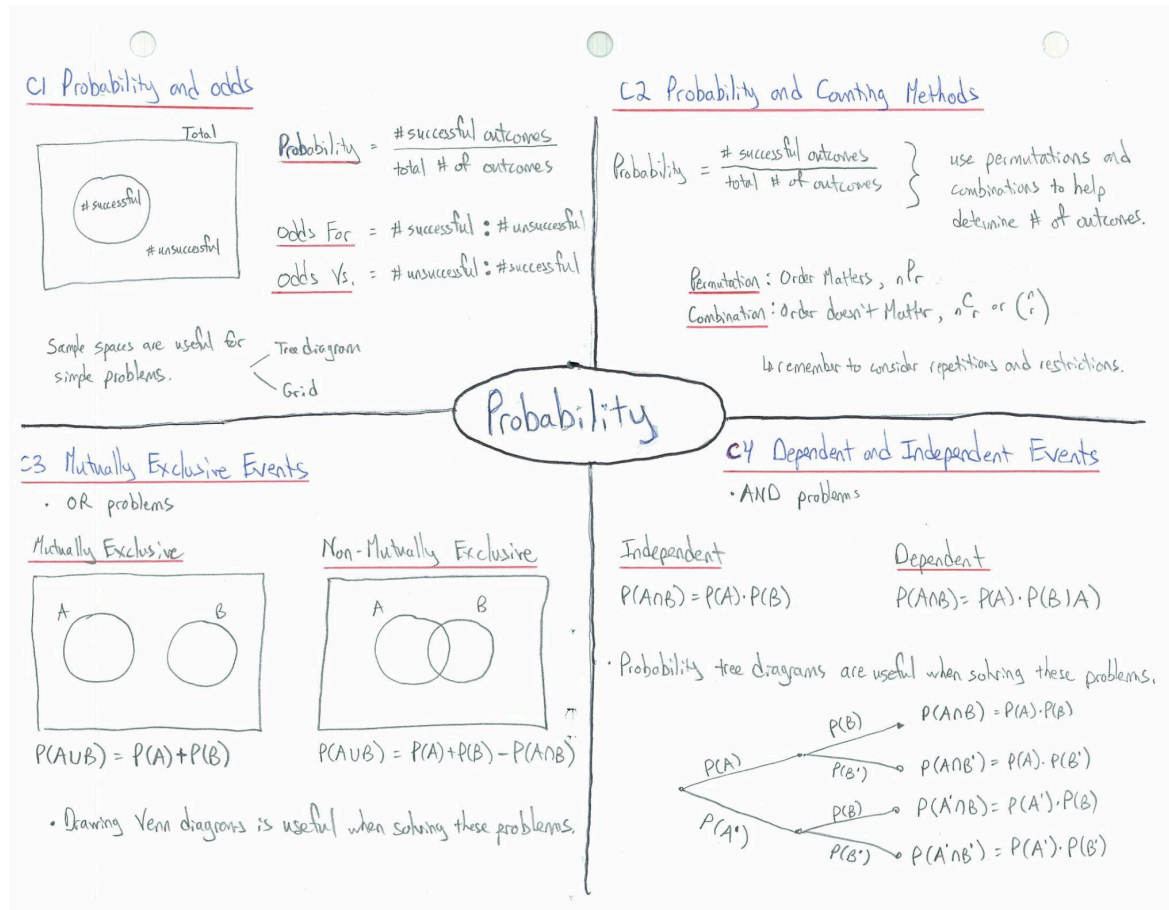 C1 Probability and odds
Total
#successful
#unsuccessful
Probability = #successful outcomes / total # of outcomes
Odds For = #successful : #unsuccessful
Odds Vs. = #unsuccessful : #successful
Sample spaces are useful for
simple problems.
Tree diagram
Grid
C2 Probability and Counting Methods
Probability = # successful outcomes / total # of outcomes
use permutations and
combinations to help
determine # of outcomes.
Permutation : Order Matters, nPr
Combination : Order doesn't Matter, nCr or (n r)
↳ remember to consider repetitions and restrictions.
Probability
C3 Mutually Exclusive Events
• OR problems
Mutually Exclusive
A
B
P(A∪B) = P(A)+P(B)
Non-Mutually Exclusive
A
B
P(A∪B) = P(A)+P(B)-P(A∩B)
• Drawing Venn diagrams is useful when solving these problems.
C4 Dependent and Independent Events
• AND problems
Independent
P(A∩B) = P(A)·P(B)
Dependent
P(A∩B) = P(A)·P(B|A)
• Probability tree diagrams are useful when solving these problems.
P(A)
P(A')
P(B)
P(B')
P(B)
P(B')
P(A∩B) = P(A)·P(B)
P(A∩B') = P(A)·P(B')
P(A'∩B) = P(A')·P(B)
P(A'∩B') = P(A')·P(B')